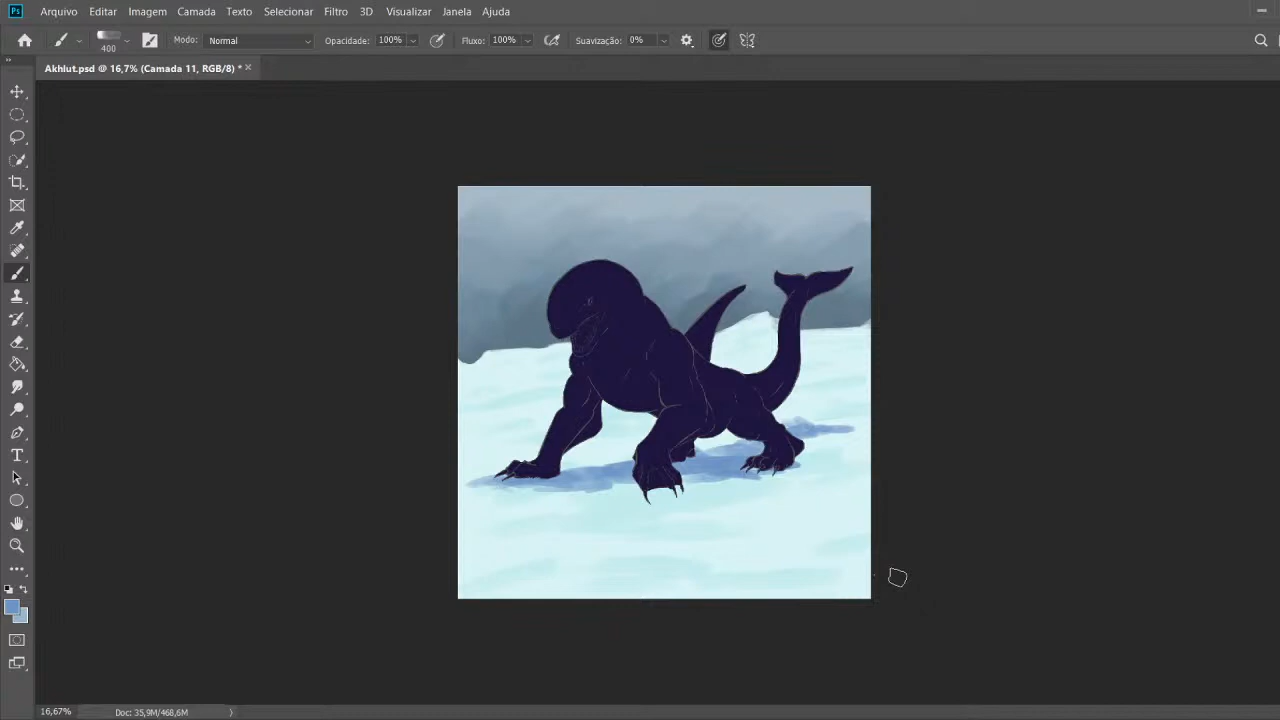 Ps Arquivo Editar Imagem Camada Texto Selecionar Filtro 3D Visualizar Janela Ajuda
400 Modo: Normal Opacidade: 100% Fluxo: 100% Suavização: 0%
Akhlut.psd @ 16,7% (Camada 11, RGB/8) *
16,67% Doc: 35,9M/468,6M